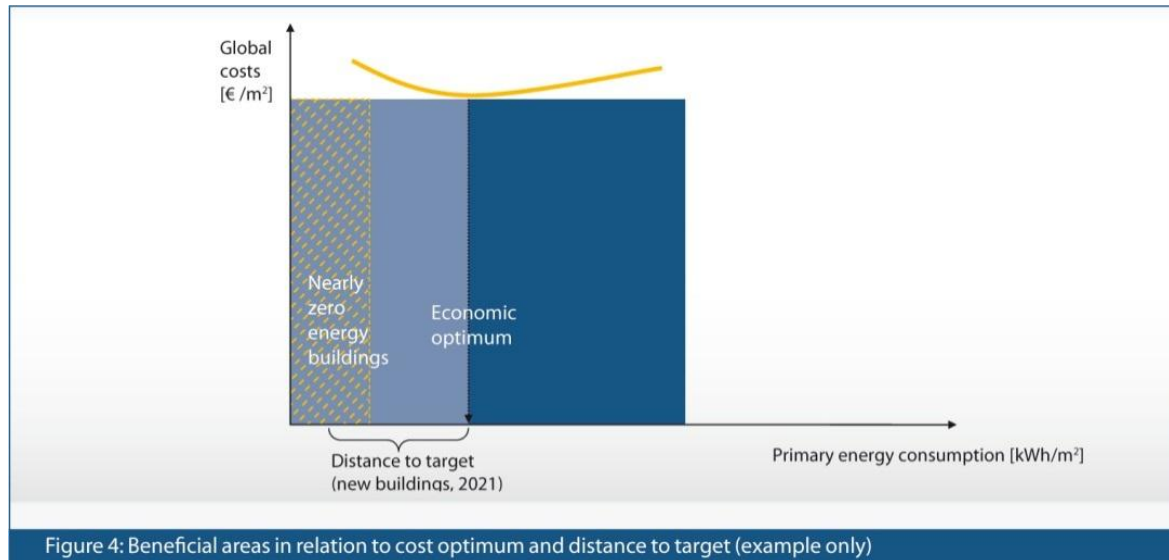 Global
costs
[€ /m²]
Nearly
zero
energy
buildings
Economic
optimum
Distance to target
(new buildings, 2021)
Primary energy consumption [kWh/m²]
Figure 4: Beneficial areas in relation to cost optimum and distance to target (example only)